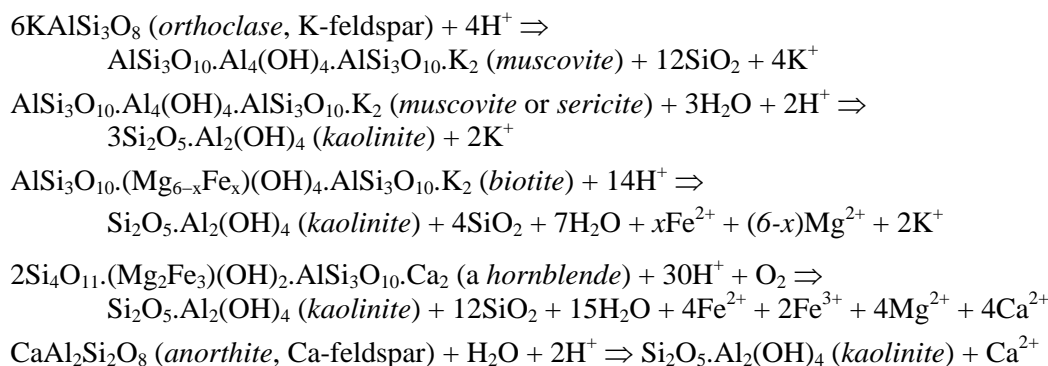 6KAlSi₃O₈ (orthoclase, K-feldspar) + 4H⁺ ⇒
AlSi₃O₁₀.Al₄(OH)₄.AlSi₃O₁₀.K₂ (muscovite) + 12SiO₂ + 4K⁺
AlSi₃O₁₀.Al₄(OH)₄.AlSi₃O₁₀.K₂ (muscovite or sericite) + 3H₂O + 2H⁺ ⇒
3Si₂O₅.Al₂(OH)₄ (kaolinite) + 2K⁺
AlSi₃O₁₀.(Mg₆₋ₓFeₓ)(OH)₄.AlSi₃O₁₀.K₂ (biotite) + 14H⁺ ⇒
Si₂O₅.Al₂(OH)₄ (kaolinite) + 4SiO₂ + 7H₂O + xFe²⁺ + (6-x)Mg²⁺ + 2K⁺
2Si₄O₁₁.(Mg₂Fe₃)(OH)₂.AlSi₃O₁₀.Ca₂ (a hornblende) + 30H⁺ + O₂ ⇒
Si₂O₅.Al₂(OH)₄ (kaolinite) + 12SiO₂ + 15H₂O + 4Fe²⁺ + 2Fe³⁺ + 4Mg²⁺ + 4Ca²⁺
CaAl₂Si₂O₈ (anorthite, Ca-feldspar) + H₂O + 2H⁺ ⇒ Si₂O₅.Al₂(OH)₄ (kaolinite) + Ca²⁺